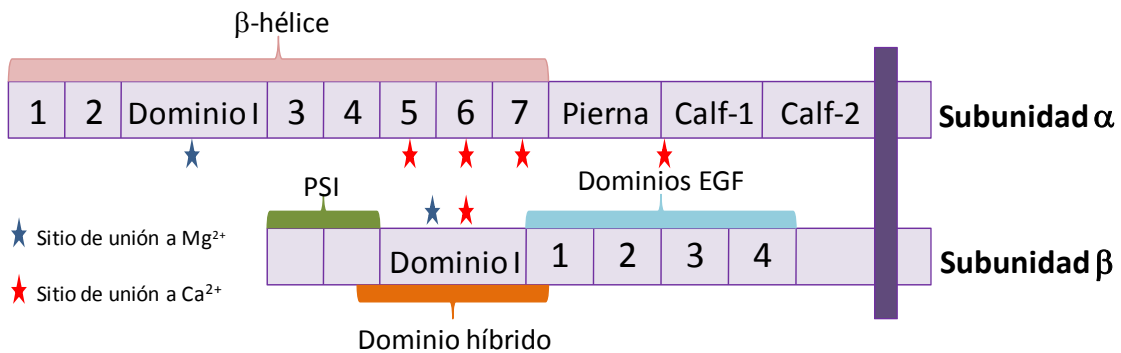 β-hélice
1 2 Dominio I 3 4 5 6 7 Pierna Calf-1 Calf-2 Subunidad α
PSI Dominios EGF
Sitio de unión a Mg²⁺
Dominio I 1 2 3 4 Subunidad β
Sitio de unión a Ca²⁺
Dominio híbrido